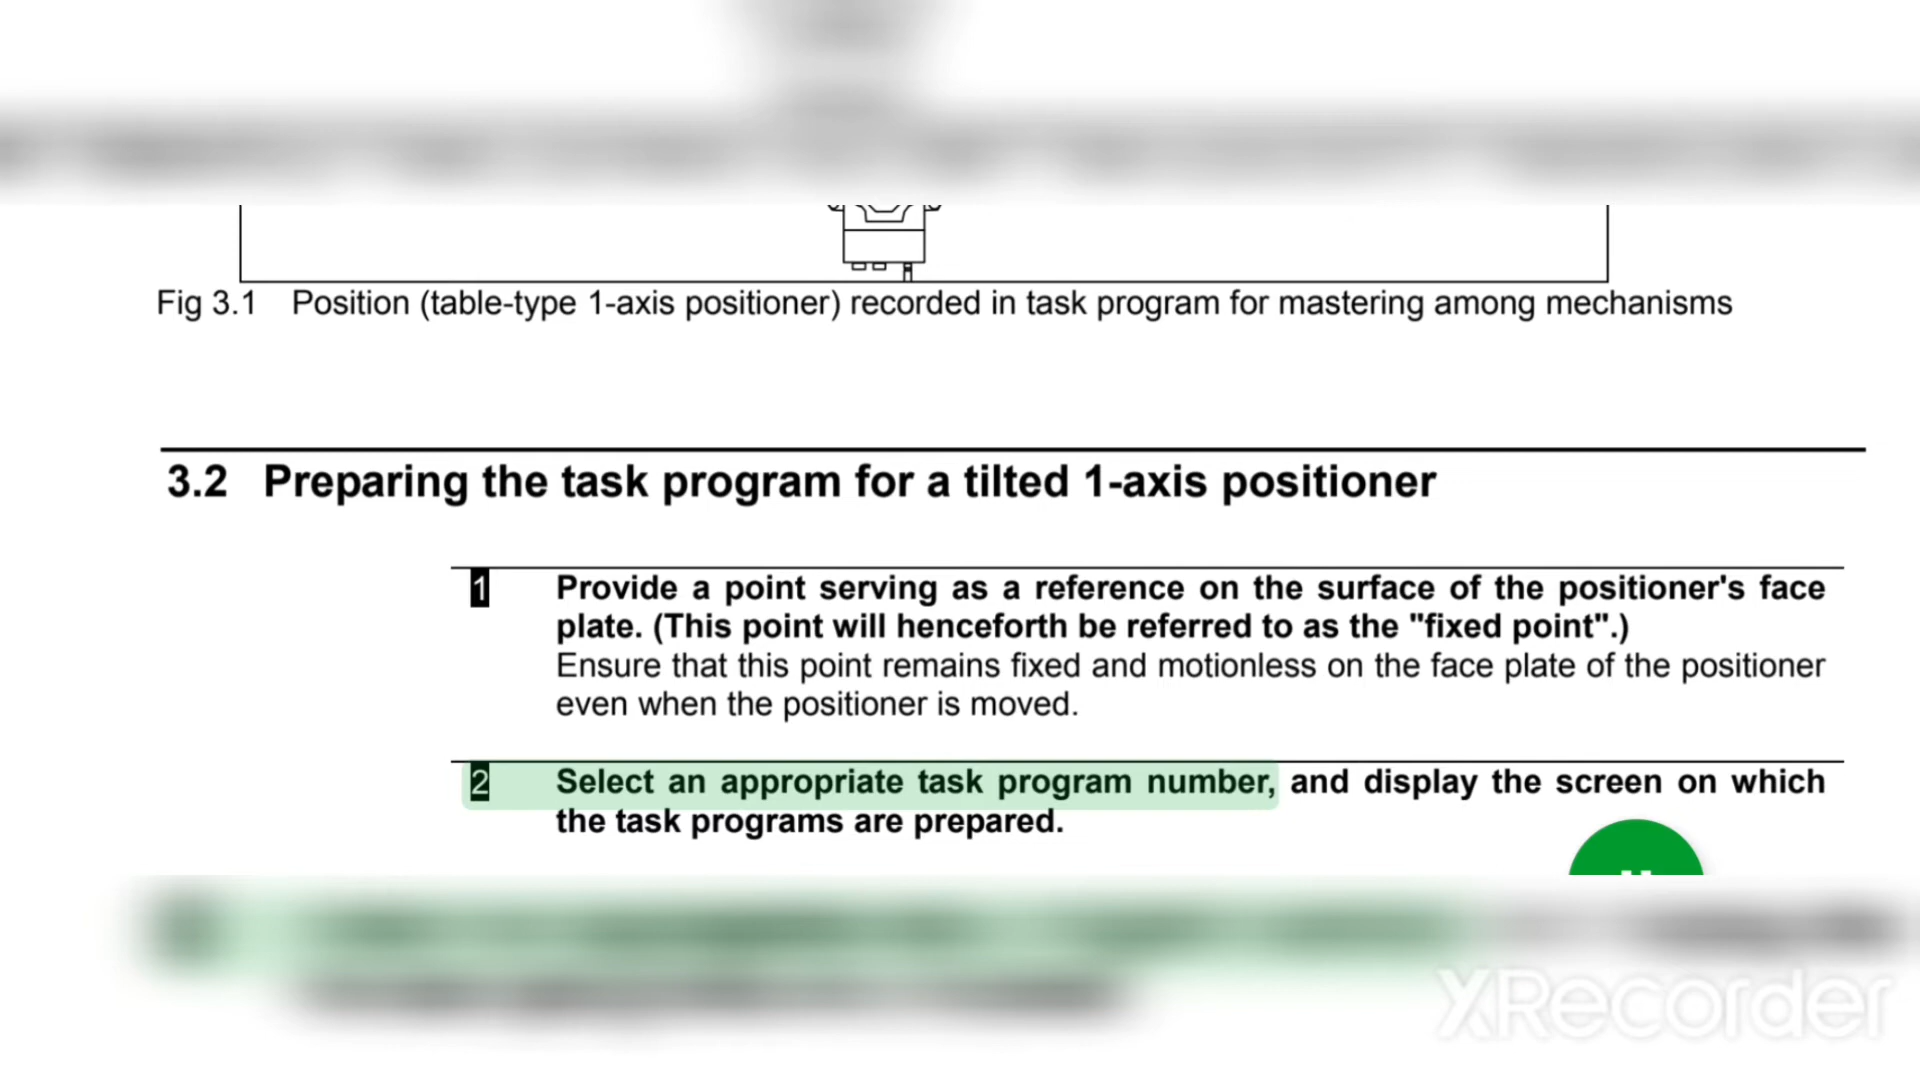 Fig 3.1 Position (table-type 1-axis positioner) recorded in task program for mastering among mechanisms
3.2 Preparing the task program for a tilted 1-axis positioner
1 Provide a point serving as a reference on the surface of the positioner's face
plate. (This point will henceforth be referred to as the "fixed point".)
Ensure that this point remains fixed and motionless on the face plate of the positioner
even when the positioner is moved.
2 Select an appropriate task program number, and display the screen on which
the task programs are prepared.
XRecorder